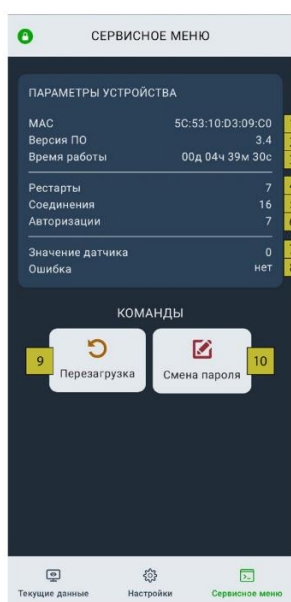 СЕРВИСНОЕ МЕНЮ
ПАРАМЕТРЫ УСТРОЙСТВА
MAC 5C:53:10:D3:09:C0
Версия ПО 3.4
Время работы 00д 04ч 39м 30с
Рестарты 7
Соединения 16
Авторизации 7
Значение датчика 0
Ошибка нет
КОМАНДЫ
9 Перезагрузка Смена пароля 10
Текущие данные Настройки Сервисное меню